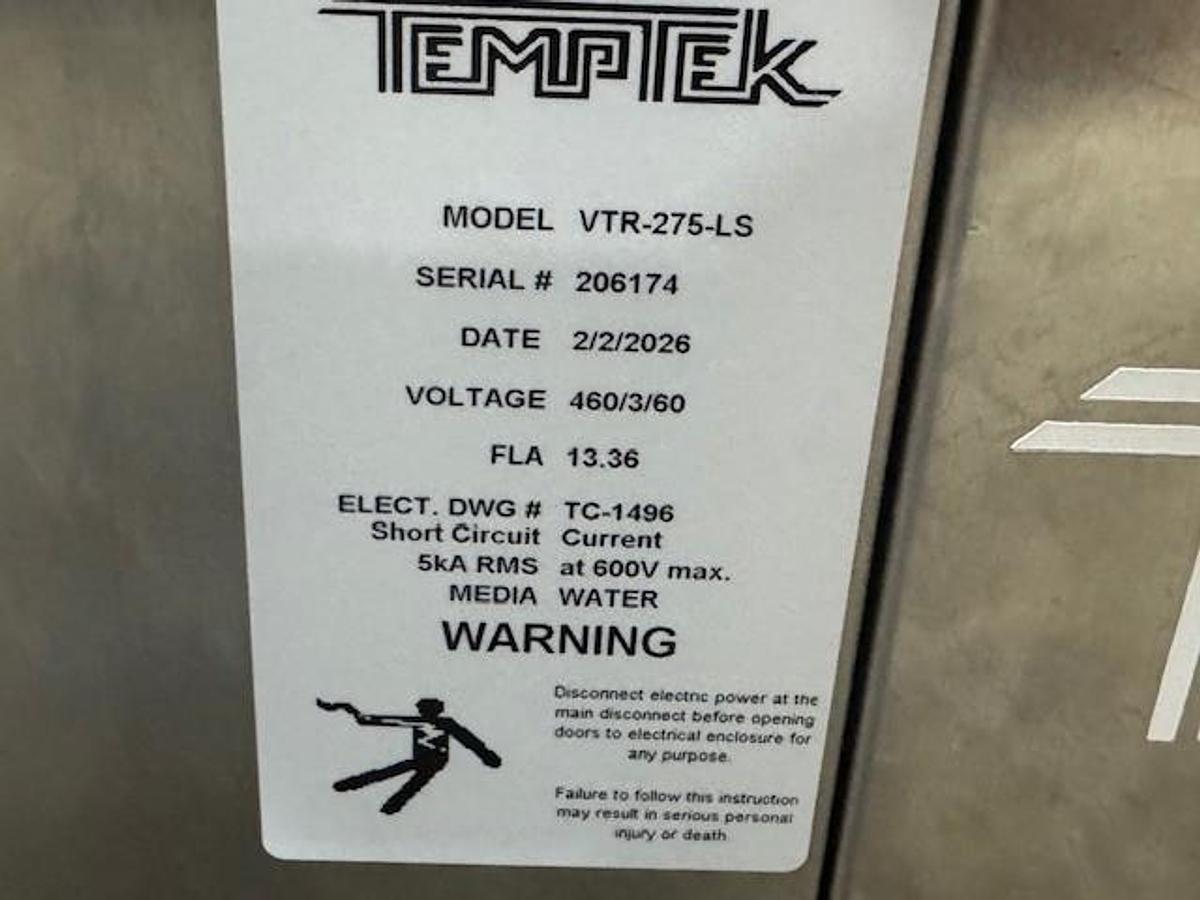 TEMPTEK
MODEL VTR-275-LS
SERIAL # 206174
DATE 2/2/2026
VOLTAGE 460/3/60
FLA 13.36
ELECT. DWG # TC-1496
Short Circuit Current
5kA RMS at 600V max.
MEDIA WATER
WARNING
Disconnect electric power at the
main disconnect before opening
doors to electrical enclosure for
any purpose.
Failure to follow this instruction
may result in serious personal
injury or death.